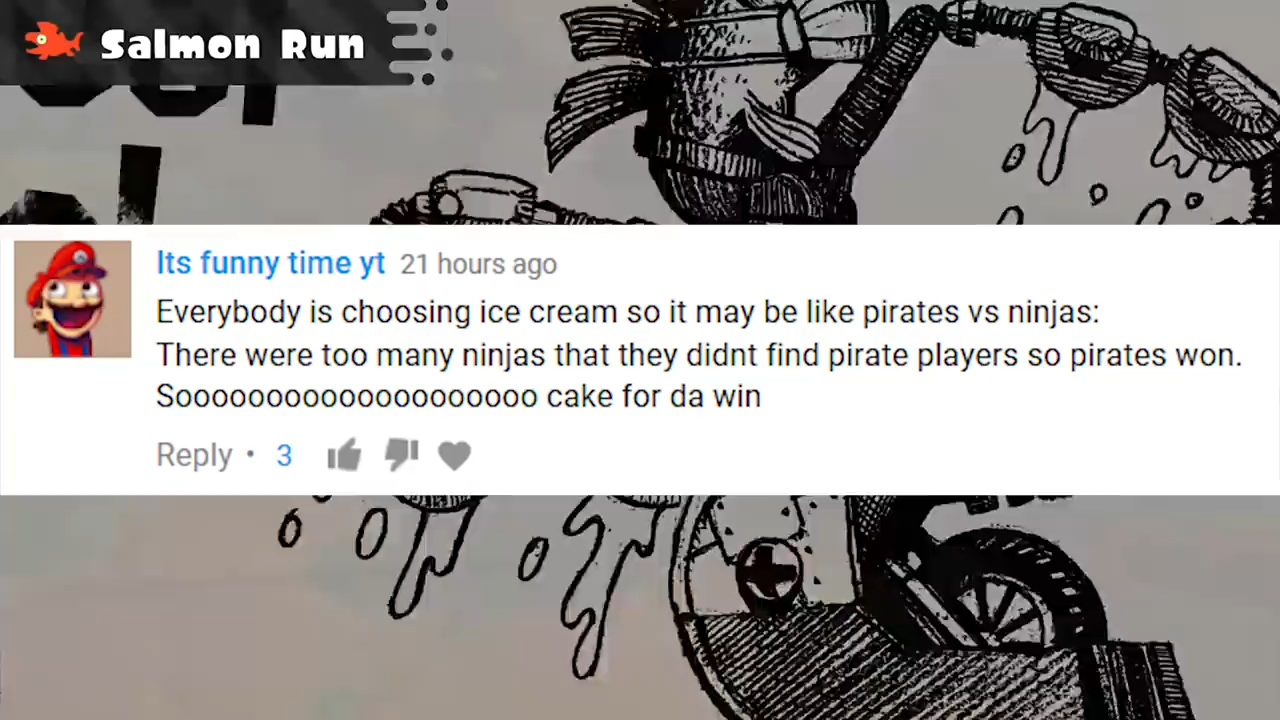 Salmon Run
Its funny time yt 21 hours ago
Everybody is choosing ice cream so it may be like pirates vs ninjas:
There were too many ninjas that they didnt find pirate players so pirates won.
Soooooooooooooooooooo cake for da win
Reply • 3